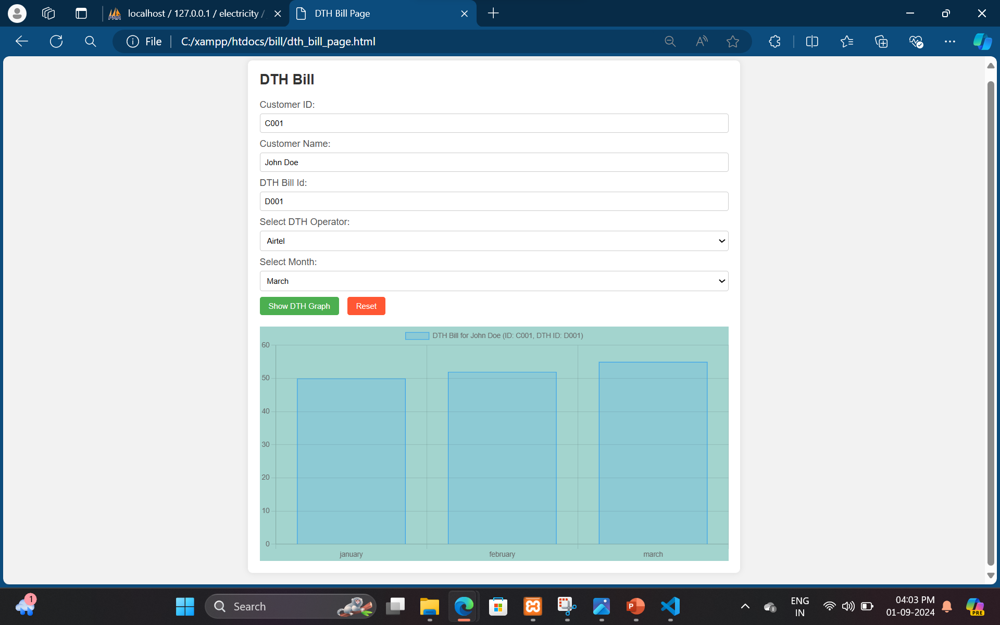 localhost / 127.0.0.1 / electricity /
DTH Bill Page
File
C:/xampp/htdocs/bill/dth_bill_page.html
DTH Bill
Customer ID:
C001
Customer Name:
John Doe
DTH Bill Id:
D001
Select DTH Operator:
Airtel
Select Month:
March
Show DTH Graph
Reset
DTH Bill for John Doe (ID: C001, DTH ID: D001)
60
50
40
30
20
10
0
january
february
march
1
Search
ENG
IN
04:03 PM
01-09-2024
PRE